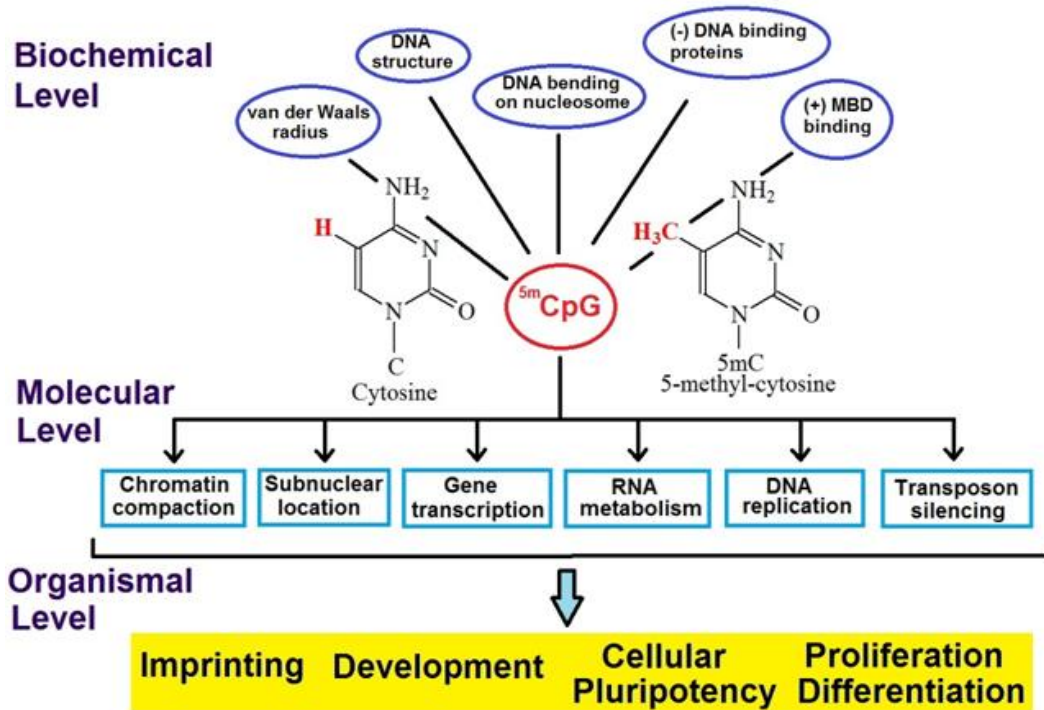 Biochemical
Level
van der Waals
radius
DNA
structure
DNA bending
on nucleosome
(-) DNA binding
proteins
(+) MBD
binding
NH₂
H
N
N
O
C
Cytosine
⁵ᵐCpG
NH₂
H₃C
N
N
O
5mC
5-methyl-cytosine
Molecular
Level
Chromatin
compaction
Subnuclear
location
Gene
transcription
RNA
metabolism
DNA
replication
Transposon
silencing
Organismal
Level
Imprinting
Development
Cellular
Pluripotency
Proliferation
Differentiation